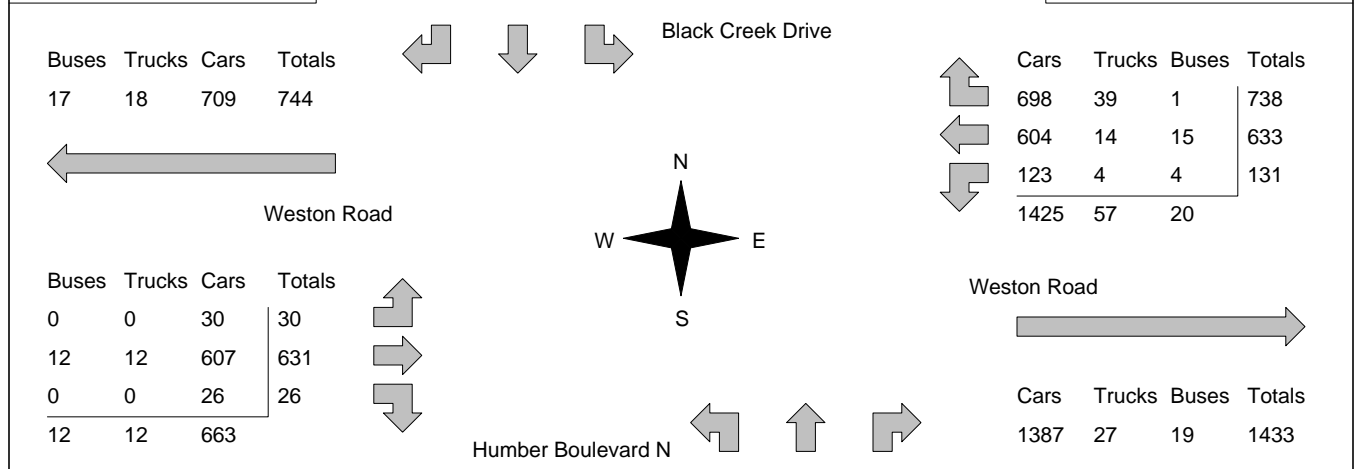 Black Creek Drive
Buses Trucks Cars Totals
17 18 709 744
Cars Trucks Buses Totals
698 39 1 738
604 14 15 633
123 4 4 131
1425 57 20
Weston Road
N
W E
S
Buses Trucks Cars Totals
0 0 30 30
12 12 607 631
0 0 26 26
12 12 663
Weston Road
Cars Trucks Buses Totals
1387 27 19 1433
Humber Boulevard N